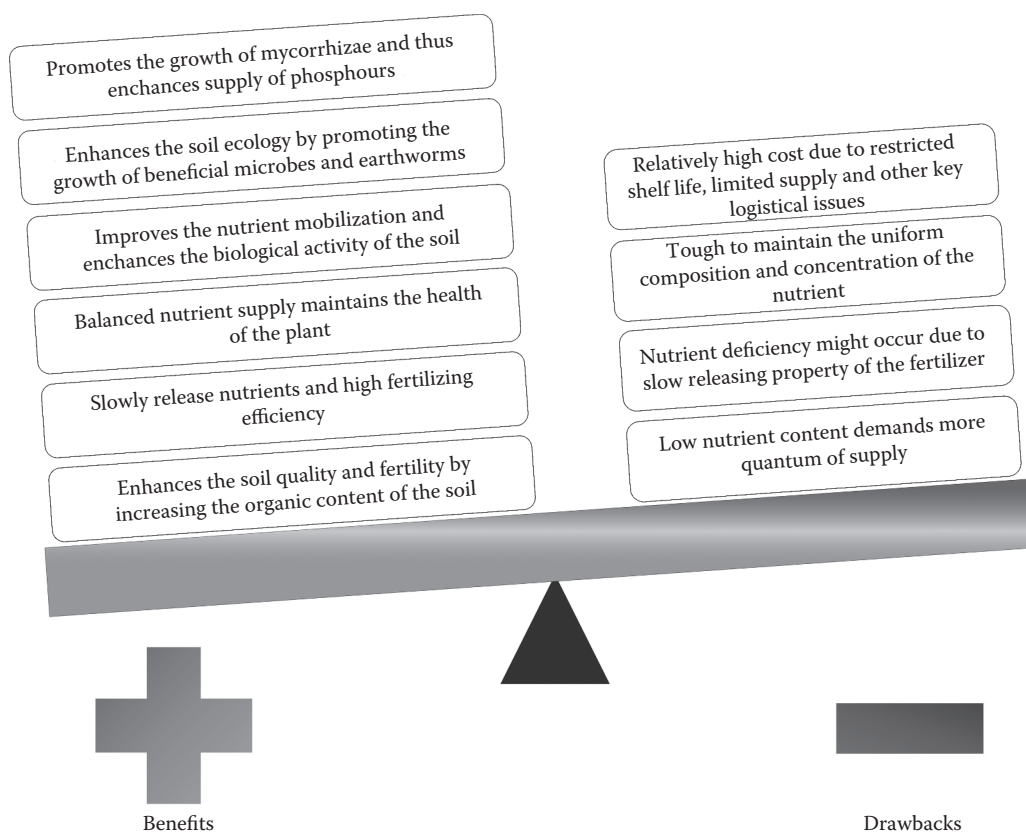 Promotes the growth of mycorrhizae and thus
enchances supply of phosphours
Enhances the soil ecology by promoting the
growth of beneficial microbes and earthworms
Improves the nutrient mobilization and
enchances the biological activity of the soil
Balanced nutrient supply maintains the health
of the plant
Slowly release nutrients and high fertilizing
efficiency
Enhances the soil quality and fertility by
increasing the organic content of the soil
Relatively high cost due to restricted
shelf life, limited supply and other key
logistical issues
Tough to maintain the uniform
composition and concentration of the
nutrient
Nutrient deficiency might occur due to
slow releasing property of the fertilizer
Low nutrient content demands more
quantum of supply
Benefits
Drawbacks